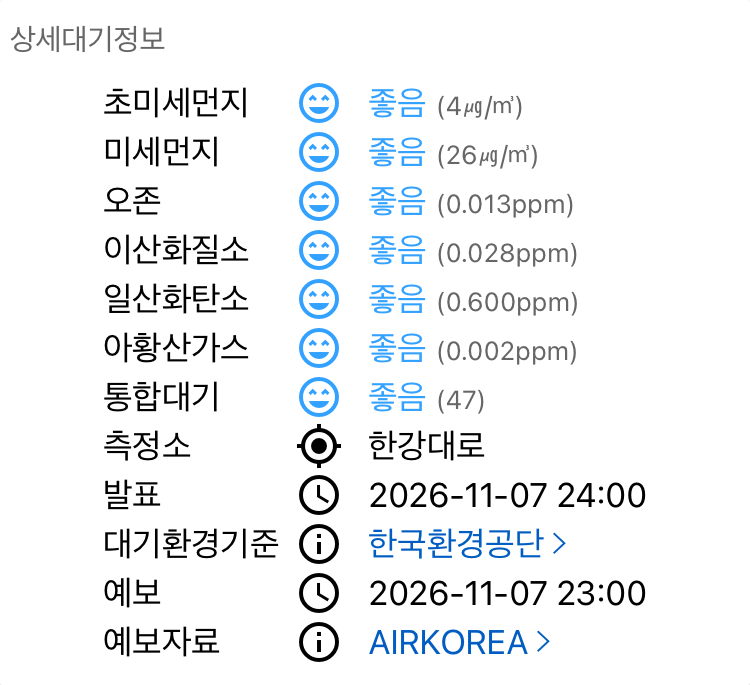 상세대기정보
초미세먼지 좋음 (4㎍/㎥)
미세먼지 좋음 (26㎍/㎥)
오존 좋음 (0.013ppm)
이산화질소 좋음 (0.028ppm)
일산화탄소 좋음 (0.600ppm)
아황산가스 좋음 (0.002ppm)
통합대기 좋음 (47)
측정소 한강대로
발표 2026-11-07 24:00
대기환경기준 한국환경공단 >
예보 2026-11-07 23:00
예보자료 AIRKOREA >